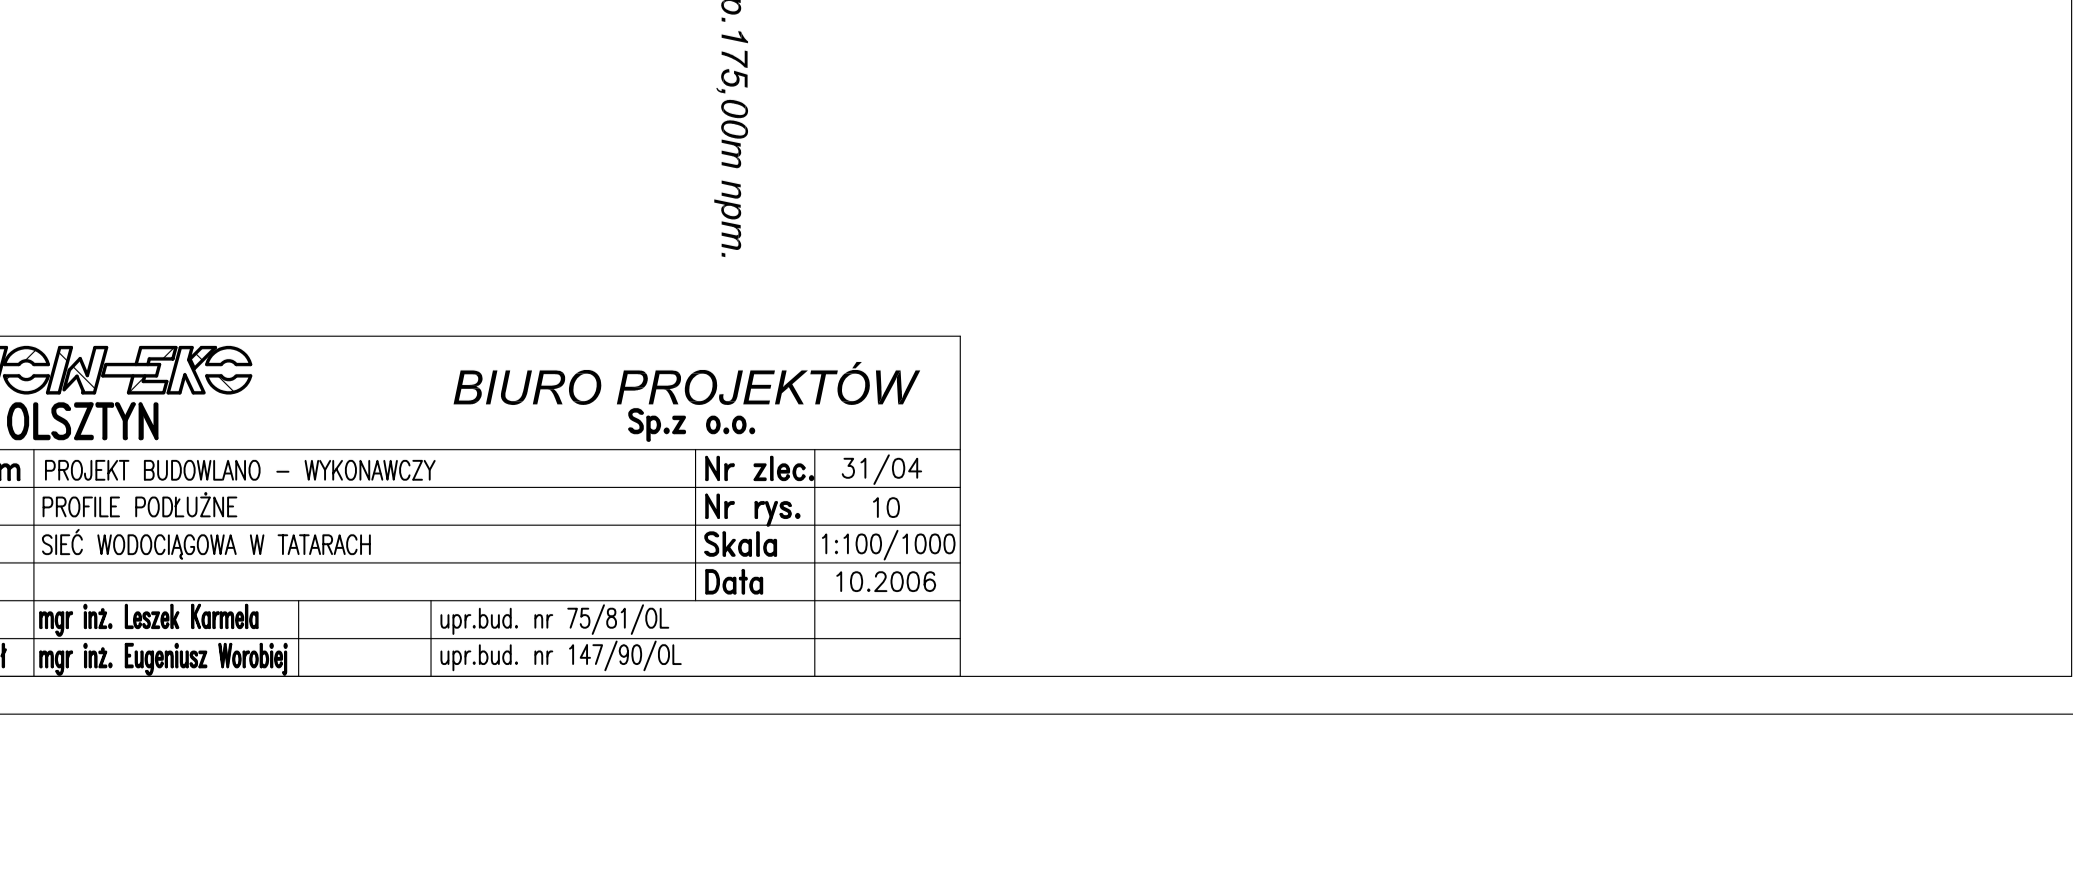 p. 175,00m npm.
OW-EKO
BIURO PROJEKTÓW
OLSZTYN
Sp.z o.o.
m PROJEKT BUDOWLANO – WYKONAWCZY Nr zlec. 31/04
PROFILE PODŁUŻNE Nr rys. 10
SIEĆ WODOCIĄGOWA W TATARACH Skala 1:100/1000
Data 10.2006
mgr inż. Leszek Karmela upr.bud. nr 75/81/OL
ł mgr inż. Eugeniusz Worobiej upr.bud. nr 147/90/OL